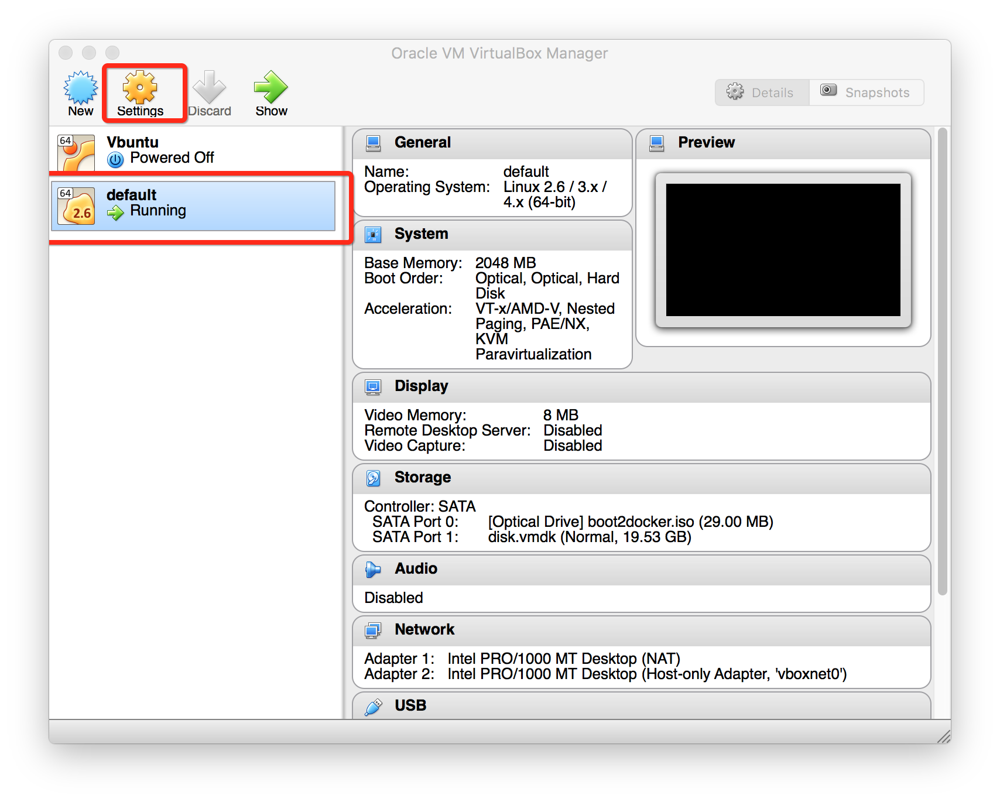 Oracle VM VirtualBox Manager
New
Settings
Discard
Show
Details
Snapshots
64
Vbuntu
Powered Off
64
2.6
default
Running
General
Name: default
Operating System: Linux 2.6 / 3.x /
4.x (64-bit)
Preview
System
Base Memory: 2048 MB
Boot Order: Optical, Optical, Hard
Disk
Acceleration: VT-x/AMD-V, Nested
Paging, PAE/NX,
KVM
Paravirtualization
Display
Video Memory: 8 MB
Remote Desktop Server: Disabled
Video Capture: Disabled
Storage
Controller: SATA
SATA Port 0: [Optical Drive] boot2docker.iso (29.00 MB)
SATA Port 1: disk.vmdk (Normal, 19.53 GB)
Audio
Disabled
Network
Adapter 1: Intel PRO/1000 MT Desktop (NAT)
Adapter 2: Intel PRO/1000 MT Desktop (Host-only Adapter, 'vboxnet0')
USB